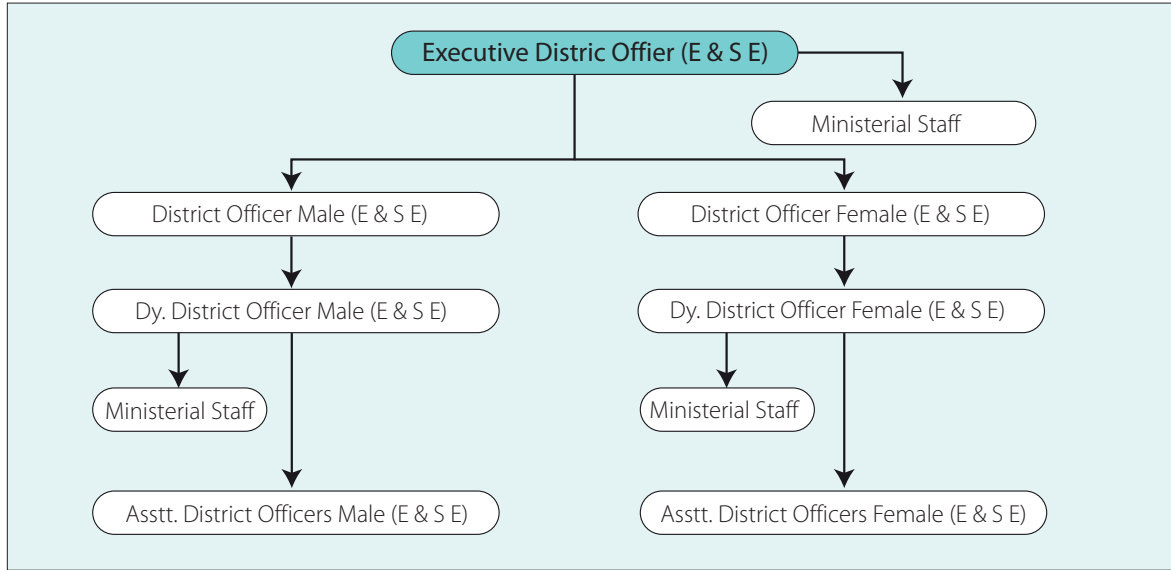 Executive Distric Offier (E & S E)
Ministerial Staff
District Officer Male (E & S E)
District Officer Female (E & S E)
Dy. District Officer Male (E & S E)
Dy. District Officer Female (E & S E)
Ministerial Staff
Ministerial Staff
Asstt. District Officers Male (E & S E)
Asstt. District Officers Female (E & S E)